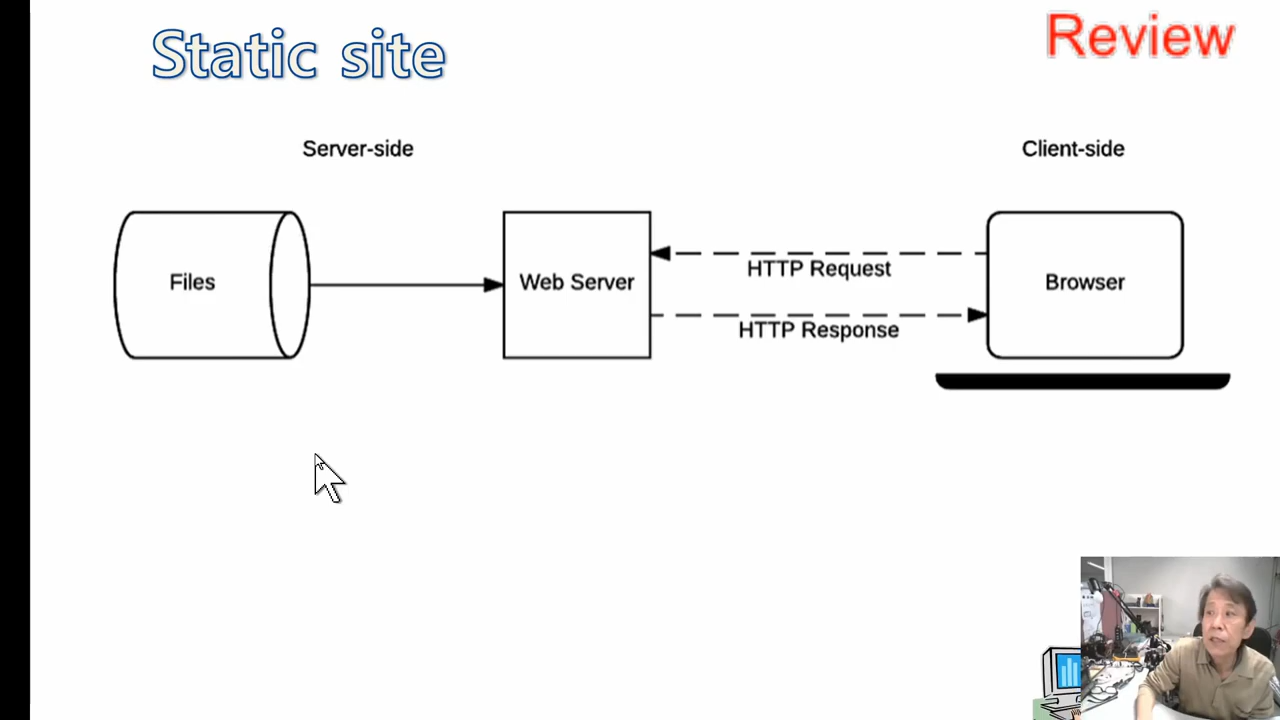 Static site
Review
Server-side
Client-side
Files
Web Server
HTTP Request
HTTP Response
Browser